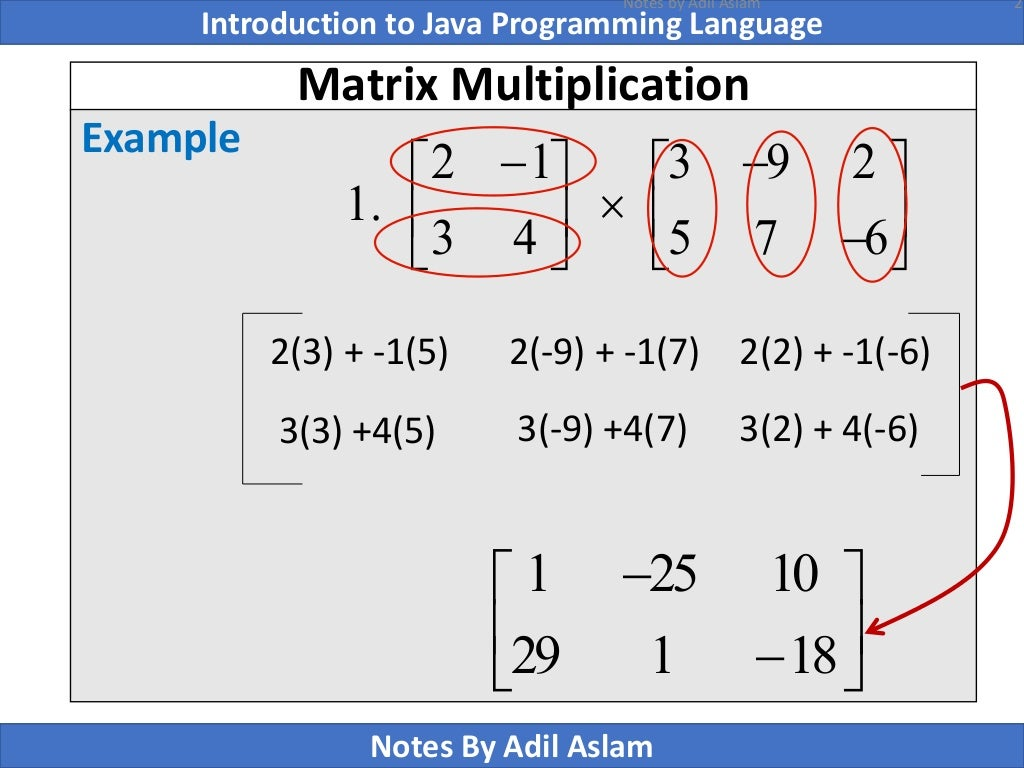 Notes by Adil Aslam 2
Introduction to Java Programming Language
Matrix Multiplication
Example
1. [2 −1] × [3 −9 2]
[3 4] [5 7 −6]
2(3) + -1(5) 2(-9) + -1(7) 2(2) + -1(-6)
3(3) +4(5) 3(-9) +4(7) 3(2) + 4(-6)
[1 −25 10]
[29 1 −18]
Notes By Adil Aslam